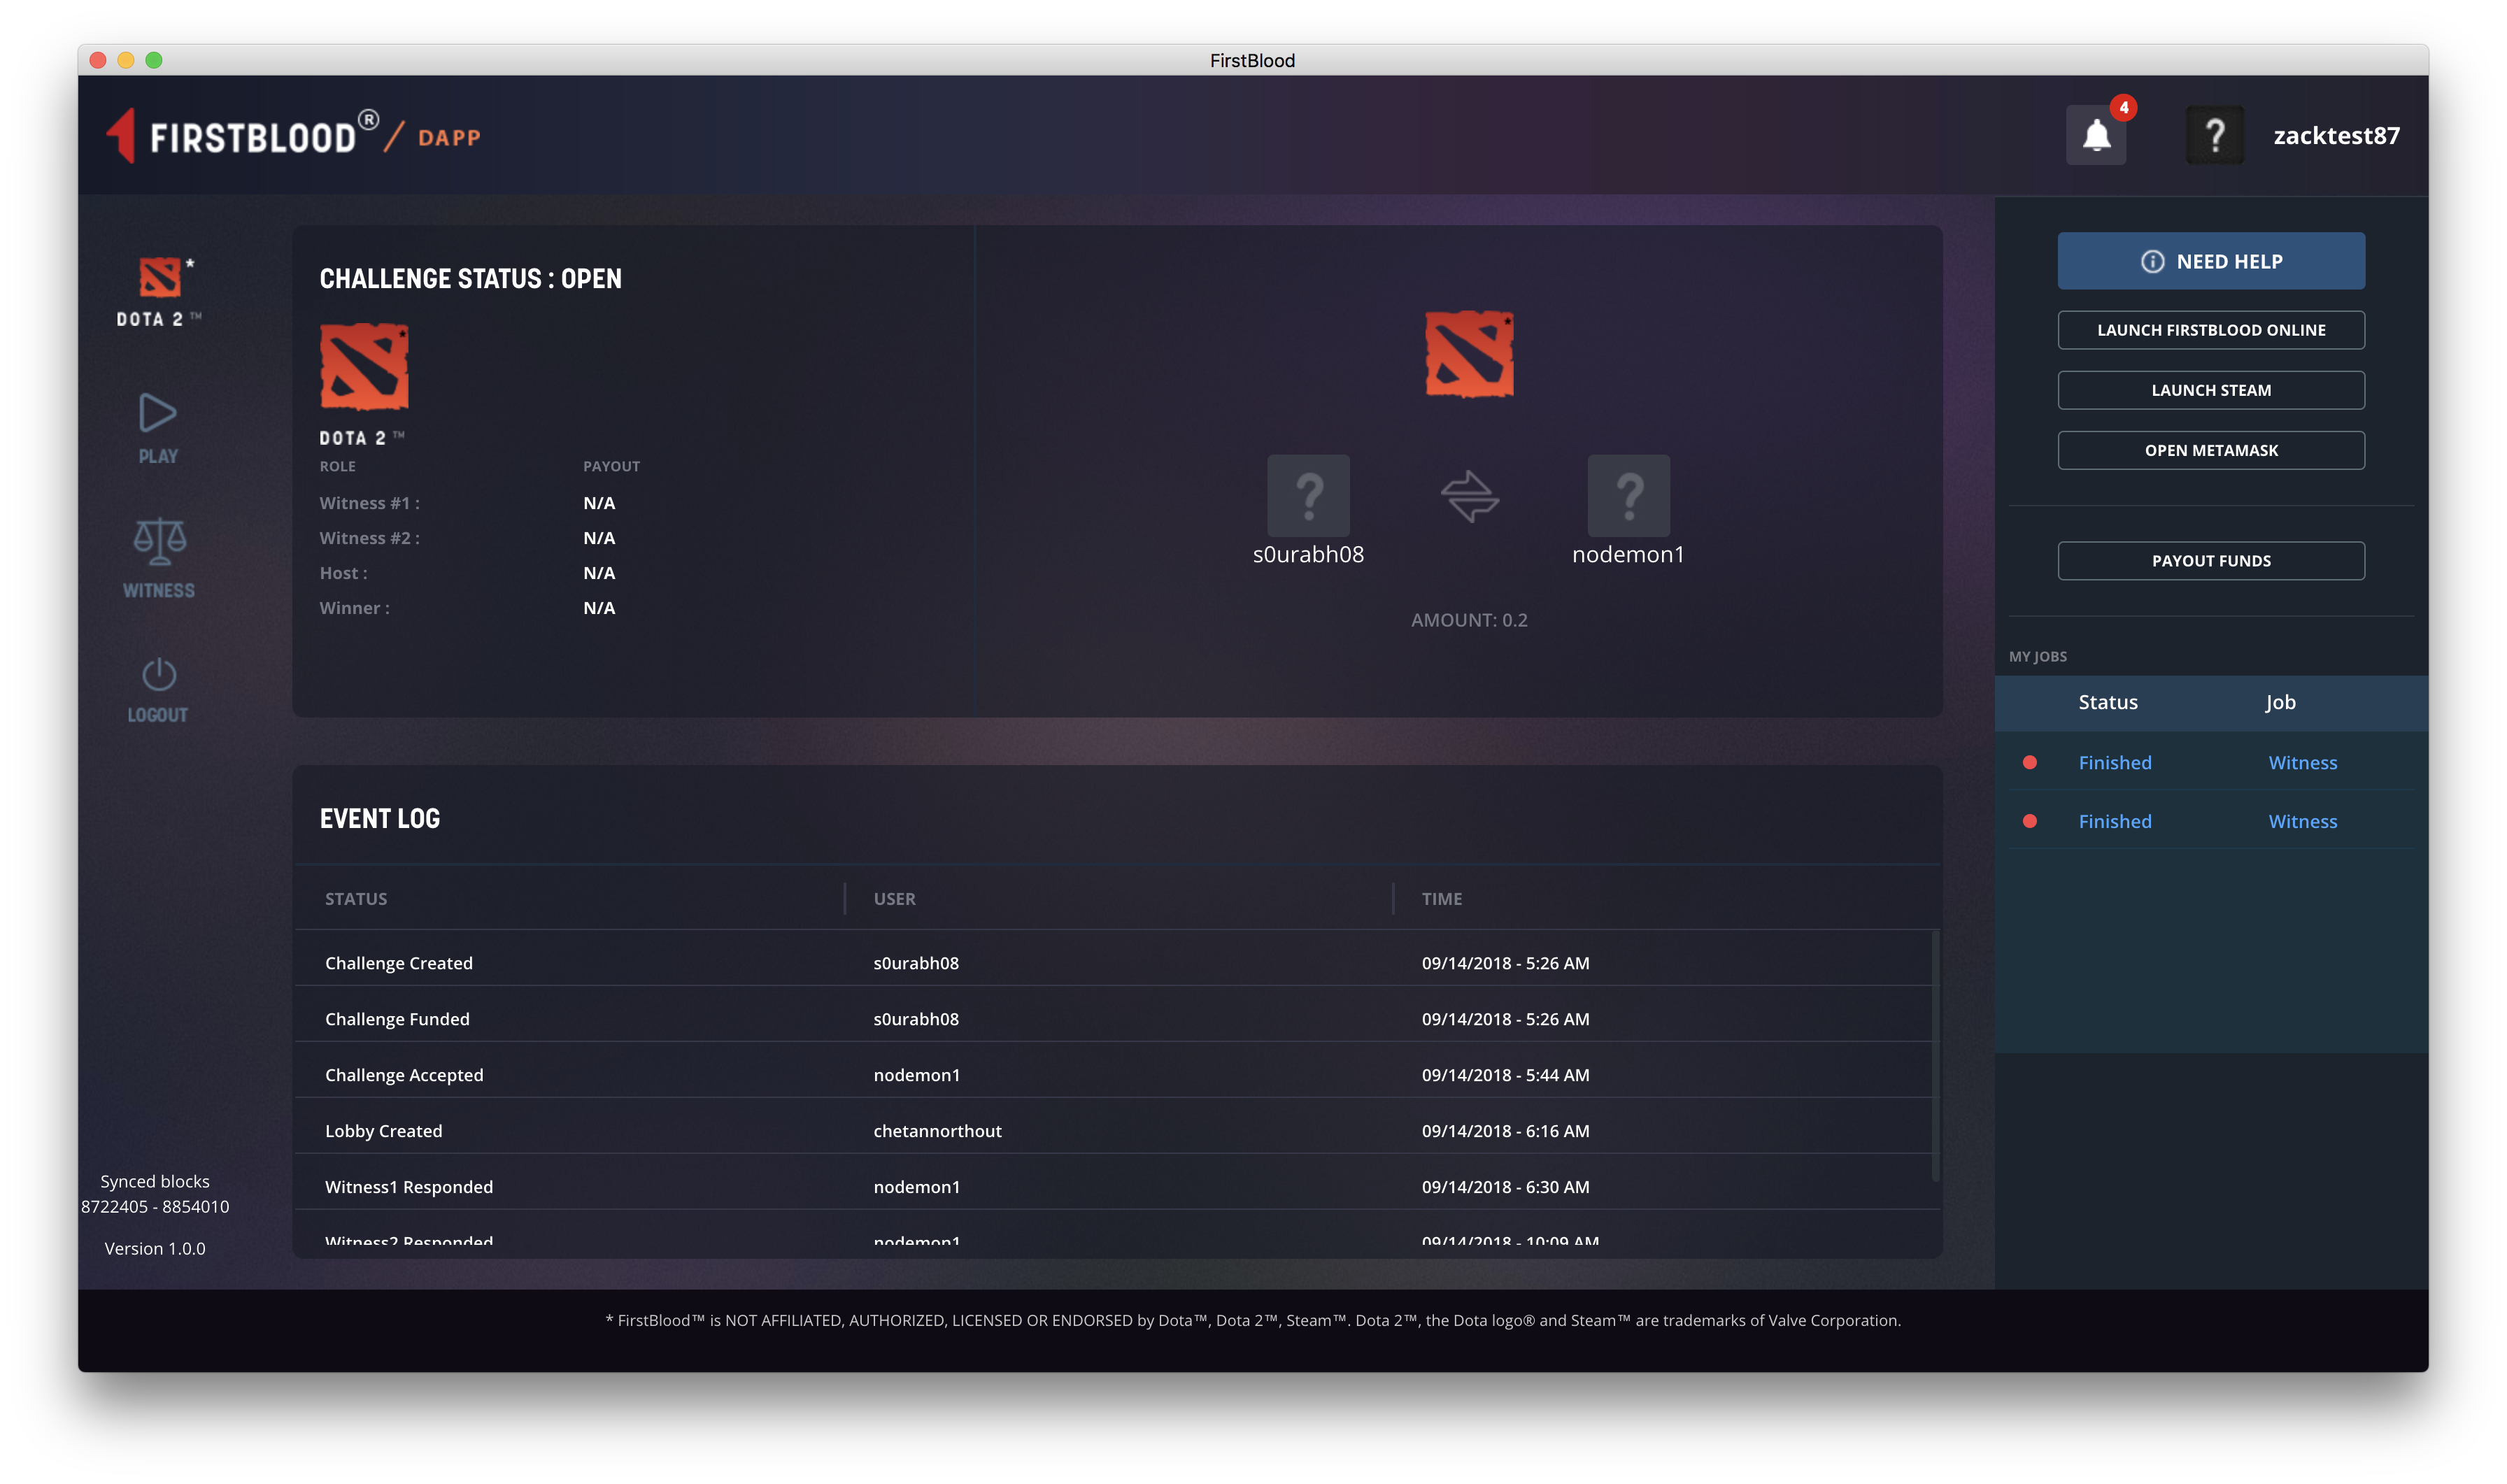 FirstBlood
FIRSTBLOOD® / DAPP
4
zacktest87
DOTA 2 ™
PLAY
WITNESS
LOGOUT
Synced blocks
8722405 - 8854010
Version 1.0.0
CHALLENGE STATUS : OPEN
DOTA 2 ™
ROLE PAYOUT
Witness #1 : N/A
Witness #2 : N/A
Host : N/A
Winner : N/A
s0urabh08 nodemon1
AMOUNT: 0.2
EVENT LOG
STATUS USER TIME
Challenge Created s0urabh08 09/14/2018 - 5:26 AM
Challenge Funded s0urabh08 09/14/2018 - 5:26 AM
Challenge Accepted nodemon1 09/14/2018 - 5:44 AM
Lobby Created chetannorthout 09/14/2018 - 6:16 AM
Witness1 Responded nodemon1 09/14/2018 - 6:30 AM
Witness2 Responded nodemon1 09/14/2018 - 10:09 AM
NEED HELP
LAUNCH FIRSTBLOOD ONLINE
LAUNCH STEAM
OPEN METAMASK
PAYOUT FUNDS
MY JOBS
Status Job
Finished Witness
Finished Witness
* FirstBlood™ is NOT AFFILIATED, AUTHORIZED, LICENSED OR ENDORSED by Dota™, Dota 2™, Steam™. Dota 2™, the Dota logo® and Steam™ are trademarks of Valve Corporation.